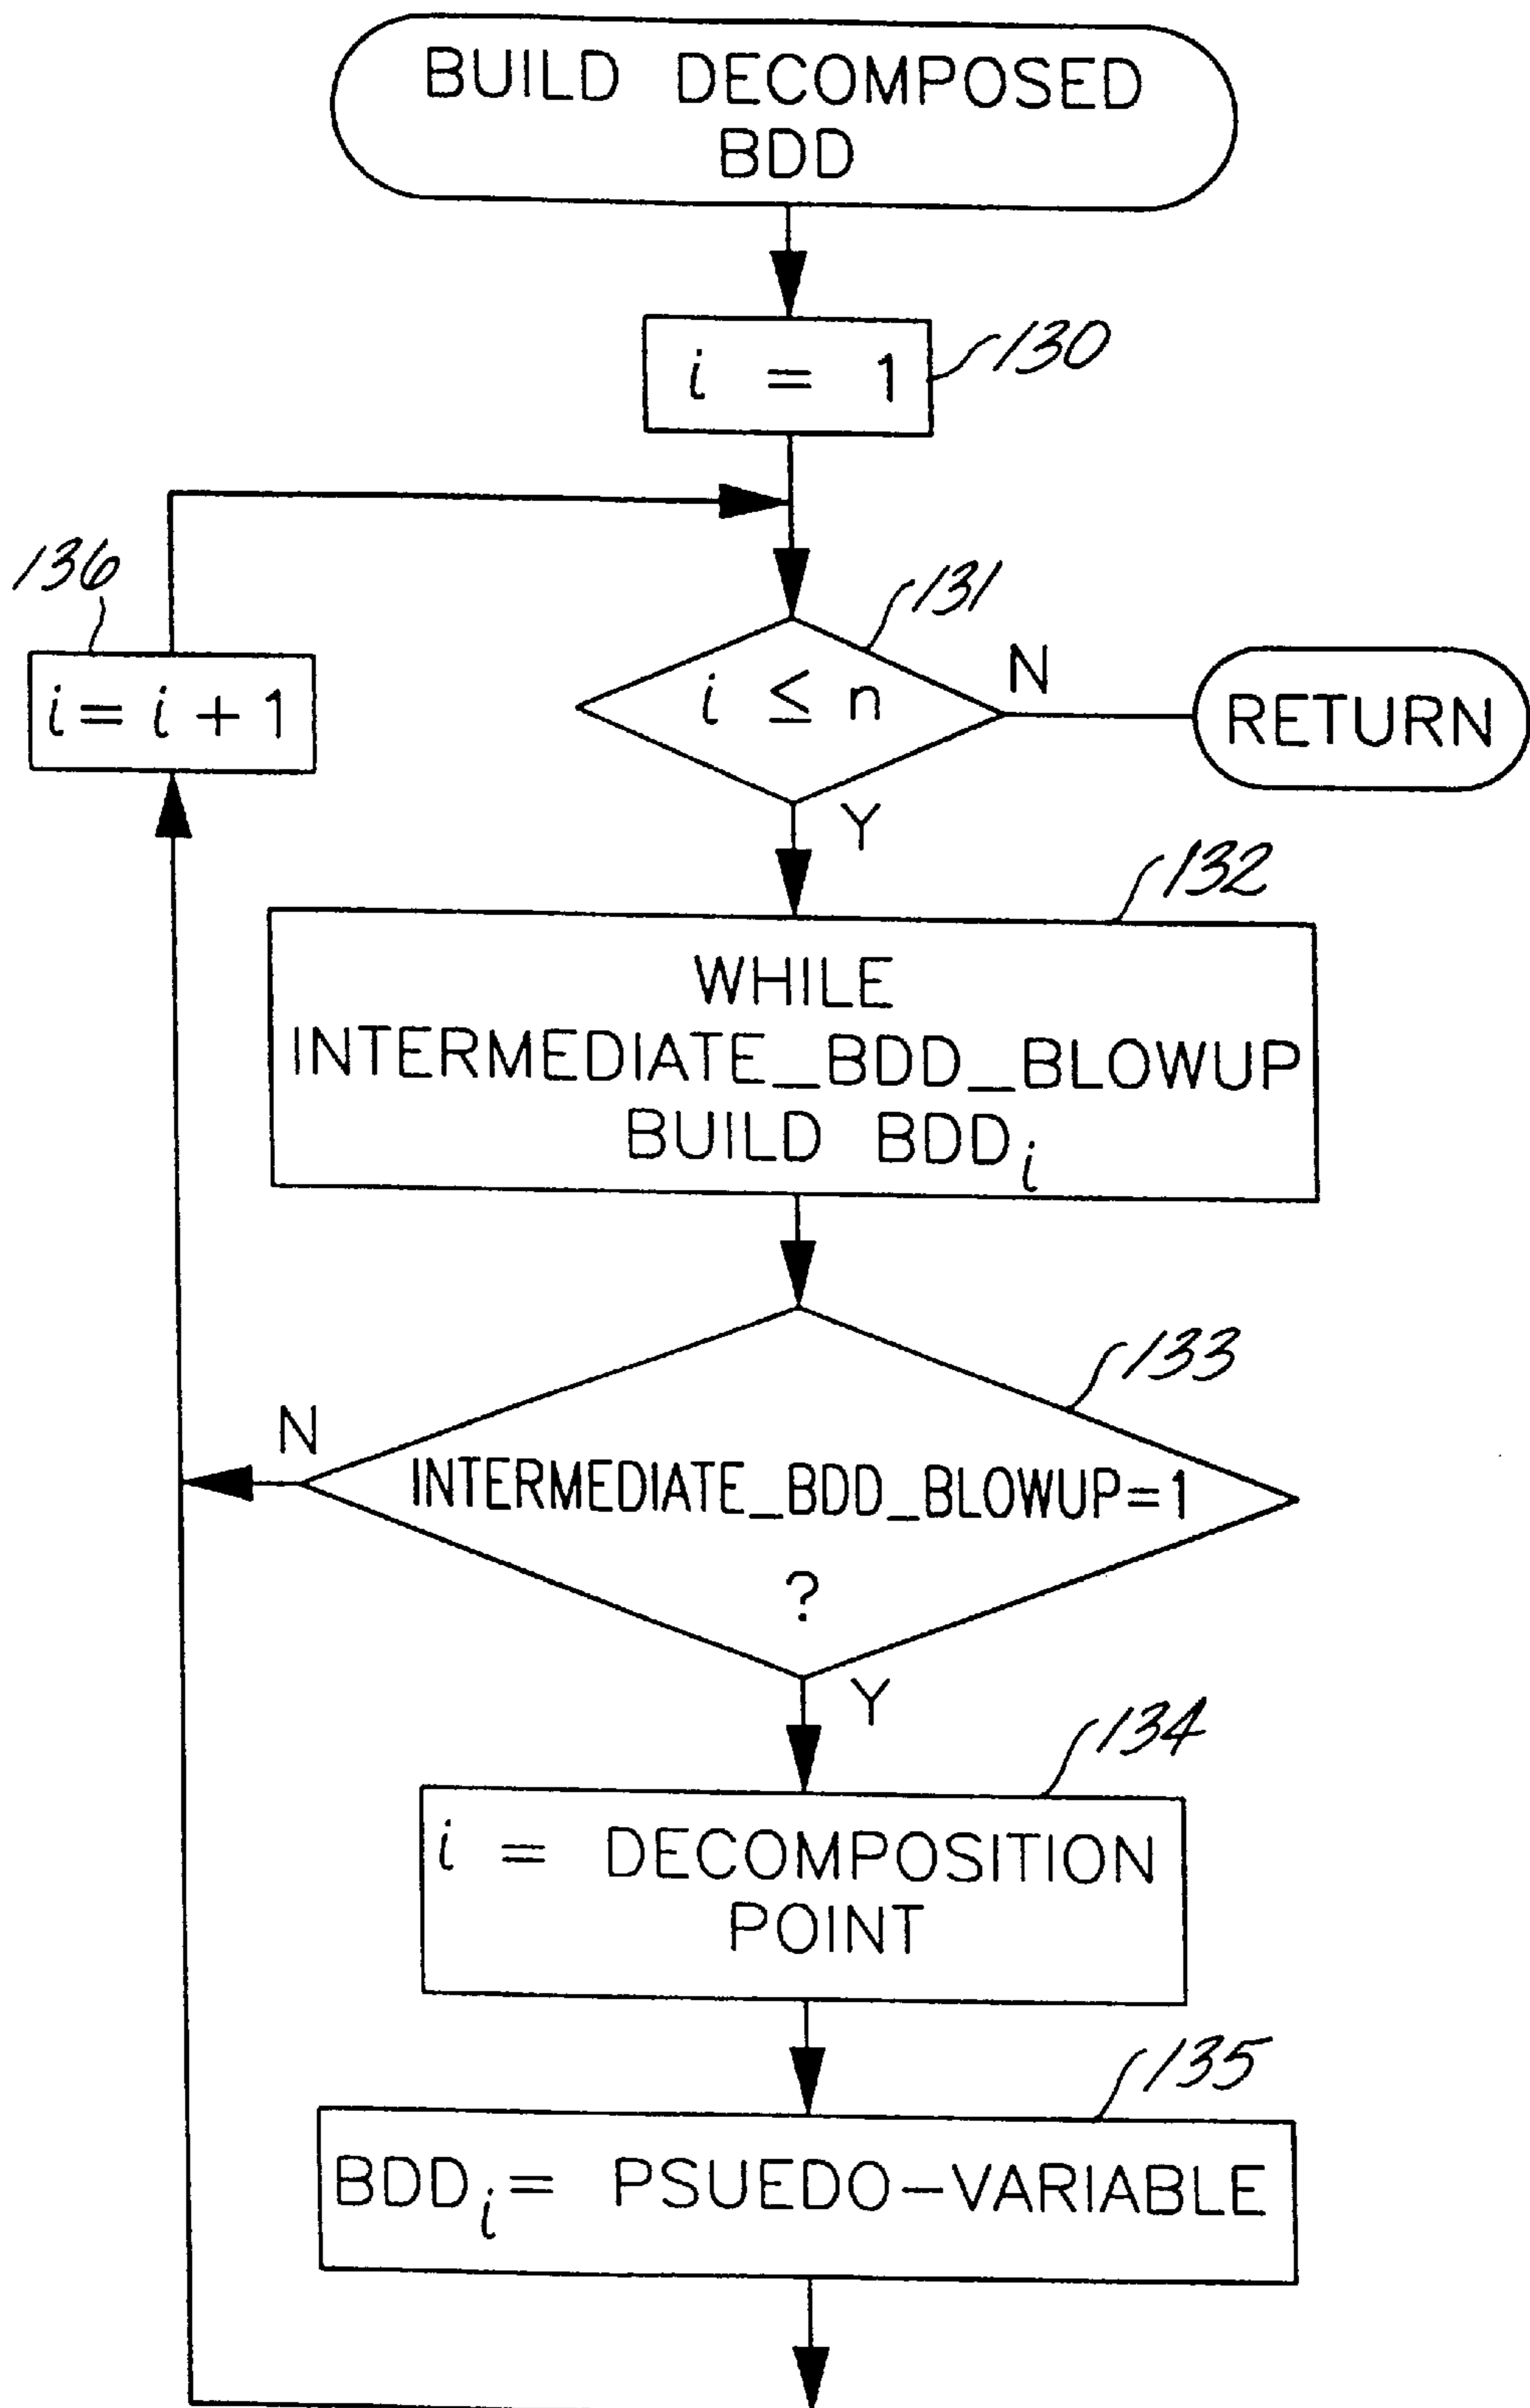 BUILD DECOMPOSED
BDD
i = 1
130
136
i = i + 1
131
i ≤ n
N
RETURN
Y
132
WHILE
INTERMEDIATE_BDD_BLOWUP
BUILD BDDi
133
N
INTERMEDIATE_BDD_BLOWUP=1
?
Y
134
i = DECOMPOSITION
POINT
135
BDDi = PSUEDO-VARIABLE